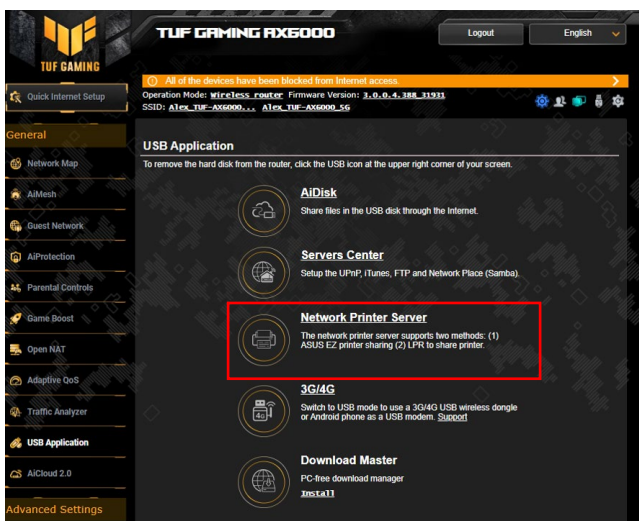 TUF GAMING AX6000
Logout
English
TUF GAMING
All of the devices have been blocked from Internet access.
Quick Internet Setup
Operation Mode: Wireless router Firmware Version: 3.0.0.4.388_31931
SSID: Alex_TUF-AX6000... Alex_TUF-AX6000_5G
General
Network Map
AiMesh
Guest Network
AiProtection
Parental Controls
Game Boost
Open NAT
Adaptive QoS
Traffic Analyzer
USB Application
AiCloud 2.0
Advanced Settings
USB Application
To remove the hard disk from the router, click the USB icon at the upper right corner of your screen.
AiDisk
Share files in the USB disk through the Internet.
Servers Center
Setup the UPnP, iTunes, FTP and Network Place (Samba).
Network Printer Server
The network printer server supports two methods: (1)
ASUS EZ printer sharing (2) LPR to share printer.
3G/4G
4G
Switch to USB mode to use a 3G/4G USB wireless dongle
or Android phone as a USB modem. Support
Download Master
PC-free download manager
Install